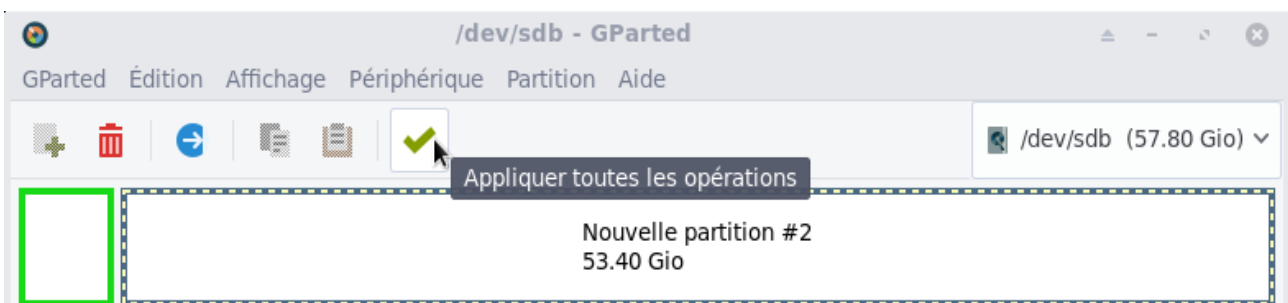 /dev/sdb - GParted
GParted Édition Affichage Périphérique Partition Aide
/dev/sdb (57.80 Gio)
Appliquer toutes les opérations
Nouvelle partition #2
53.40 Gio